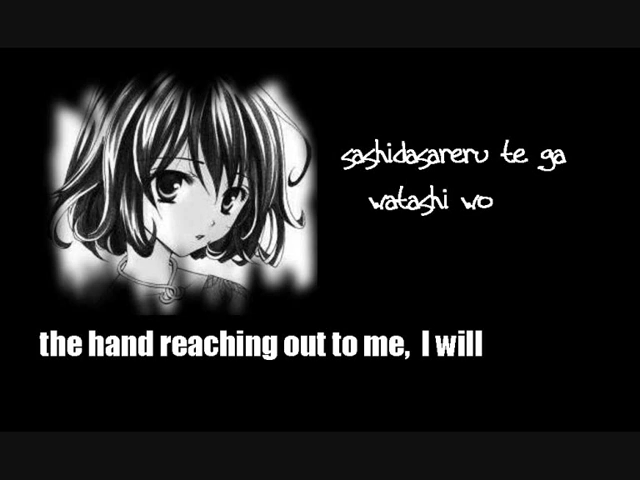 sashidasareru te ga
watashi wo
the hand reaching out to me, I will